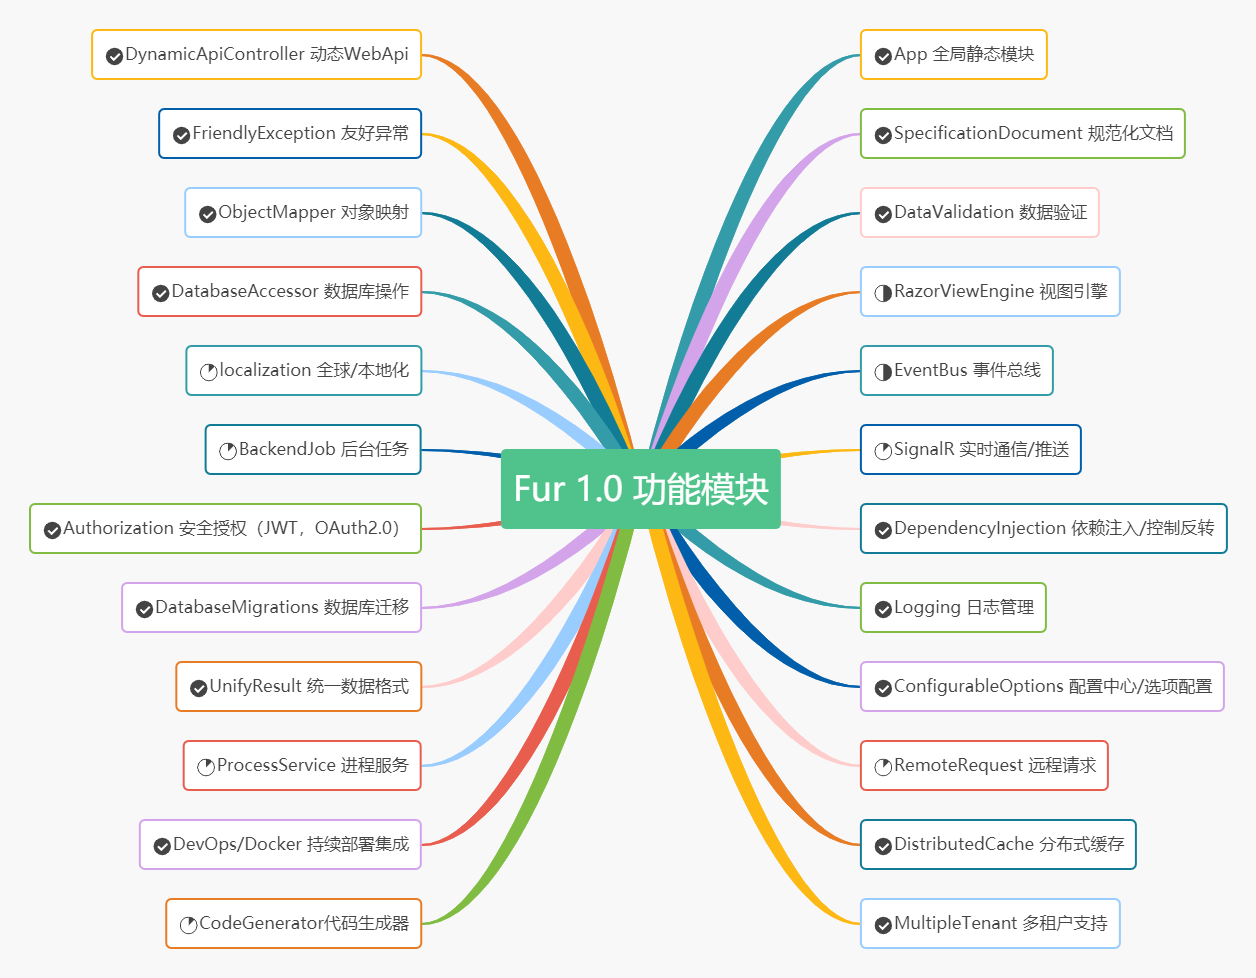 DynamicApiController 动态WebApi
FriendlyException 友好异常
ObjectMapper 对象映射
DatabaseAccessor 数据库操作
localization 全球/本地化
BackendJob 后台任务
Authorization 安全授权（JWT，OAuth2.0）
DatabaseMigrations 数据库迁移
UnifyResult 统一数据格式
ProcessService 进程服务
DevOps/Docker 持续部署集成
CodeGenerator代码生成器
Fur 1.0 功能模块
App 全局静态模块
SpecificationDocument 规范化文档
DataValidation 数据验证
RazorViewEngine 视图引擎
EventBus 事件总线
SignalR 实时通信/推送
DependencyInjection 依赖注入/控制反转
Logging 日志管理
ConfigurableOptions 配置中心/选项配置
RemoteRequest 远程请求
DistributedCache 分布式缓存
MultipleTenant 多租户支持